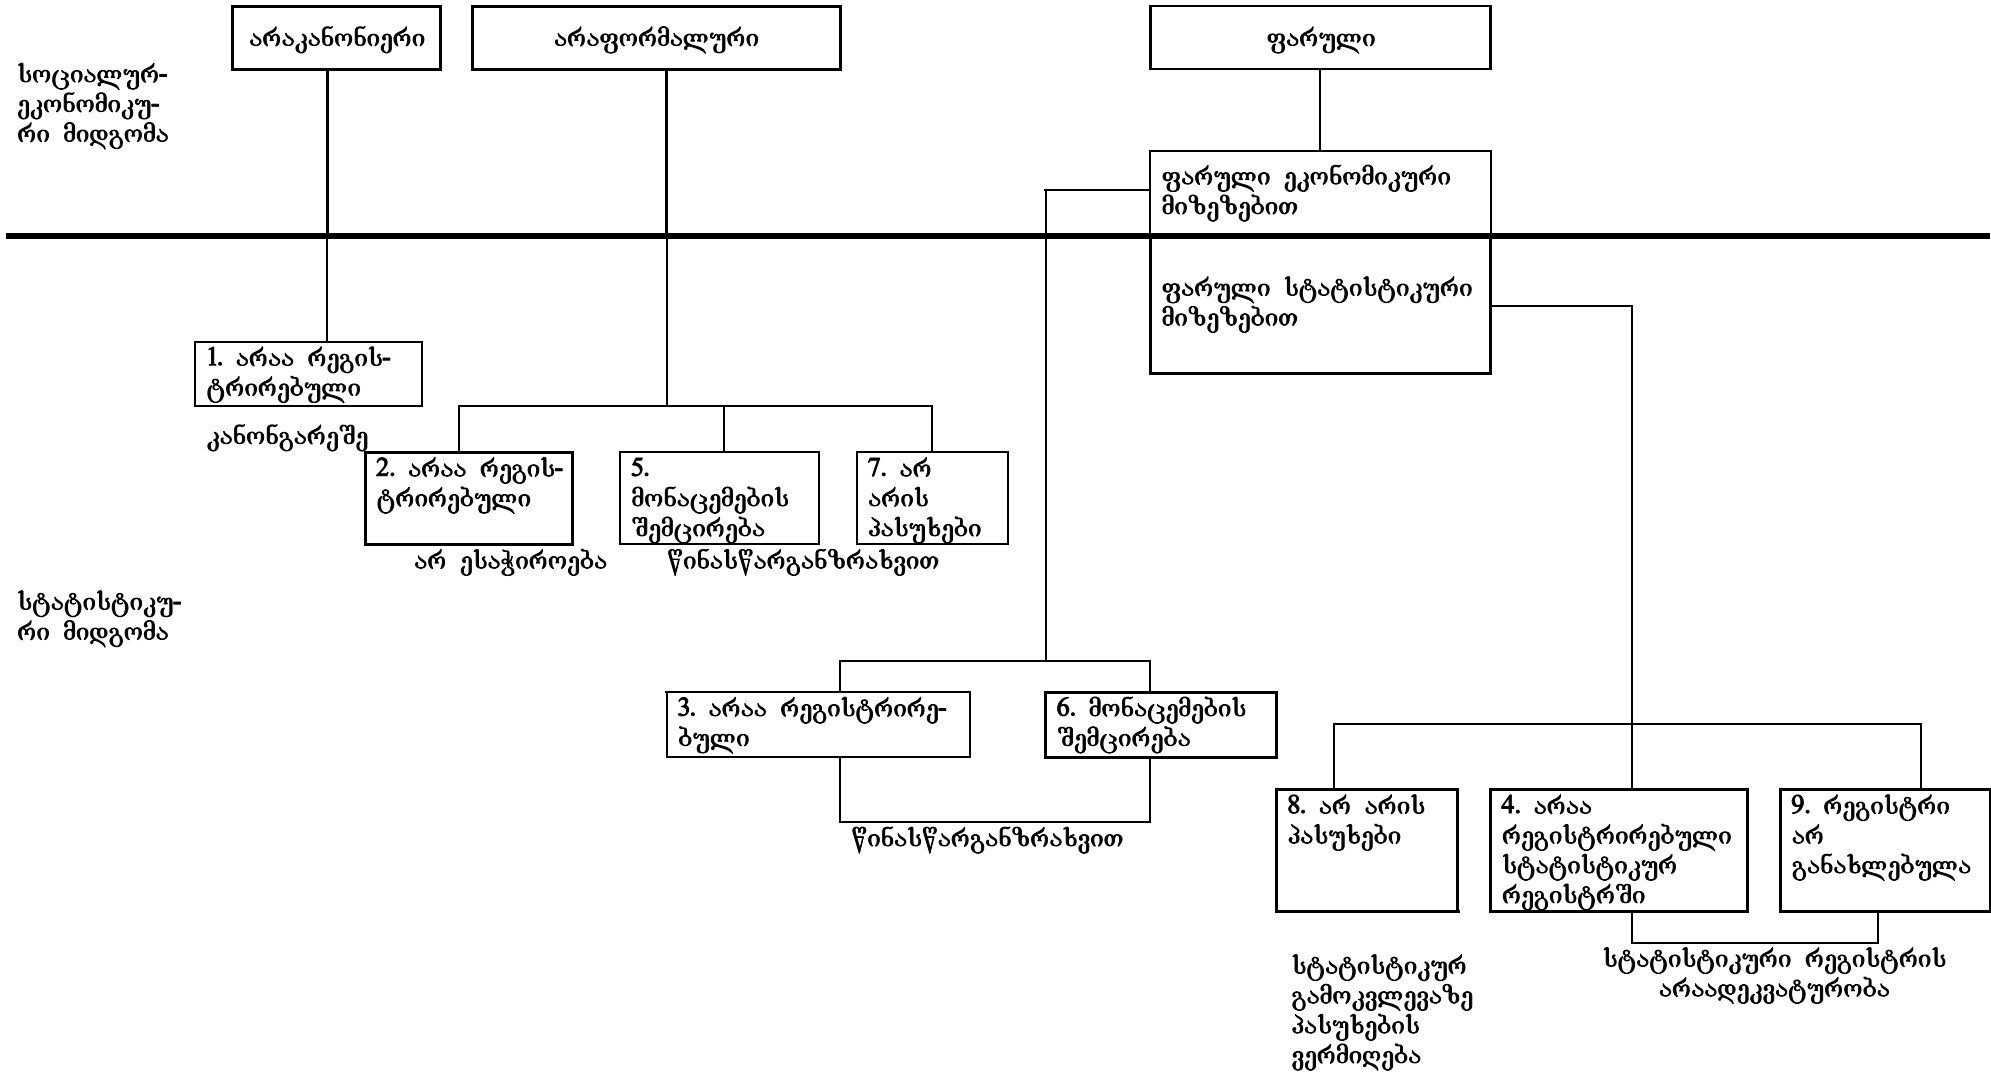 არაკანონიერი
არაფორმალური
ფარული
სოციალურ-
ეკონომიკუ-
რი მიდგომა
ფარული ეკონომიკური
მიზეზებით
ფარული სტატისტიკური
მიზეზებით
1. არაა რეგის-
ტრირებული
კანონგარეშე
2. არაა რეგის-
ტრირებული
არ ესაჭიროება
5.
მონაცემების
შემცირება
7. არ
არის
პასუხები
წინასწარგანზრახვით
სტატისტიკუ-
რი მიდგომა
3. არაა რეგისტრირე-
ბული
6. მონაცემების
შემცირება
წინასწარგანზრახვით
8. არ არის
პასუხები
4. არაა
რეგისტრირებული
სტატისტიკურ
რეგისტრში
9. რეგისტრი
არ
განახლებულა
სტატისტიკურ
გამოკვლევაზე
პასუხების
ვერმიღება
სტატისტიკური რეგისტრის
არაადეკვატურობა